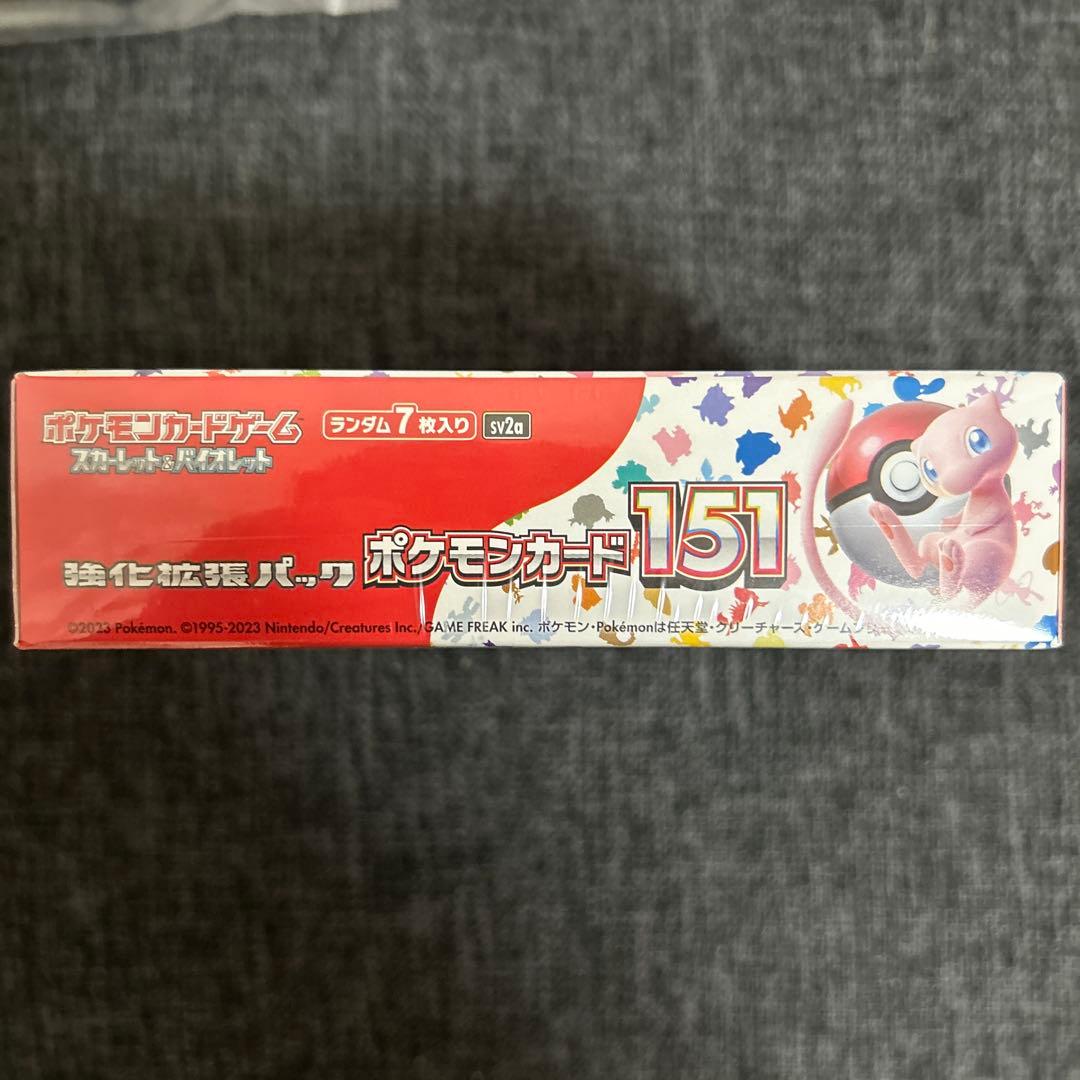 ポケモンカードゲーム
スカーレット&バイオレット
ランダム7枚入り sv2a
強化拡張パック ポケモンカード151
©2023 Pokémon. ©1995-2023 Nintendo/Creatures Inc./GAME FREAK inc. ポケモン・Pokémonは任天堂・クリーチャーズ・ゲーム